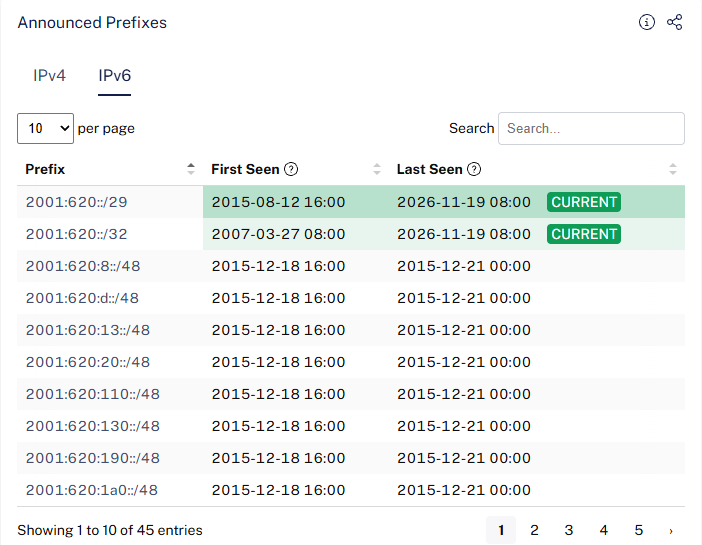 Announced Prefixes
IPv4 IPv6
10 per page Search Search...
Prefix First Seen Last Seen
2001:620::/29 2015-08-12 16:00 2026-11-19 08:00 CURRENT
2001:620::/32 2007-03-27 08:00 2026-11-19 08:00 CURRENT
2001:620:8::/48 2015-12-18 16:00 2015-12-21 00:00
2001:620:d::/48 2015-12-18 16:00 2015-12-21 00:00
2001:620:13::/48 2015-12-18 16:00 2015-12-21 00:00
2001:620:20::/48 2015-12-18 16:00 2015-12-21 00:00
2001:620:110::/48 2015-12-18 16:00 2015-12-21 00:00
2001:620:130::/48 2015-12-18 16:00 2015-12-21 00:00
2001:620:190::/48 2015-12-18 16:00 2015-12-21 00:00
2001:620:1a0::/48 2015-12-18 16:00 2015-12-21 00:00
Showing 1 to 10 of 45 entries 1 2 3 4 5 ›